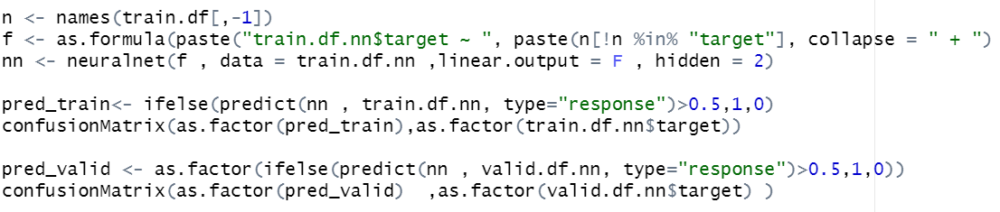 n <- names(train.df[,-1])
f <- as.formula(paste("train.df.nn$target ~ ", paste(n[!n %in% "target"], collapse = " + ")
nn <- neuralnet(f , data = train.df.nn ,linear.output = F , hidden = 2)
pred_train<- ifelse(predict(nn , train.df.nn, type="response")>0.5,1,0)
confusionMatrix(as.factor(pred_train),as.factor(train.df.nn$target))
pred_valid <- as.factor(ifelse(predict(nn , valid.df.nn, type="response")>0.5,1,0))
confusionMatrix(as.factor(pred_valid)  ,as.factor(valid.df.nn$target) )